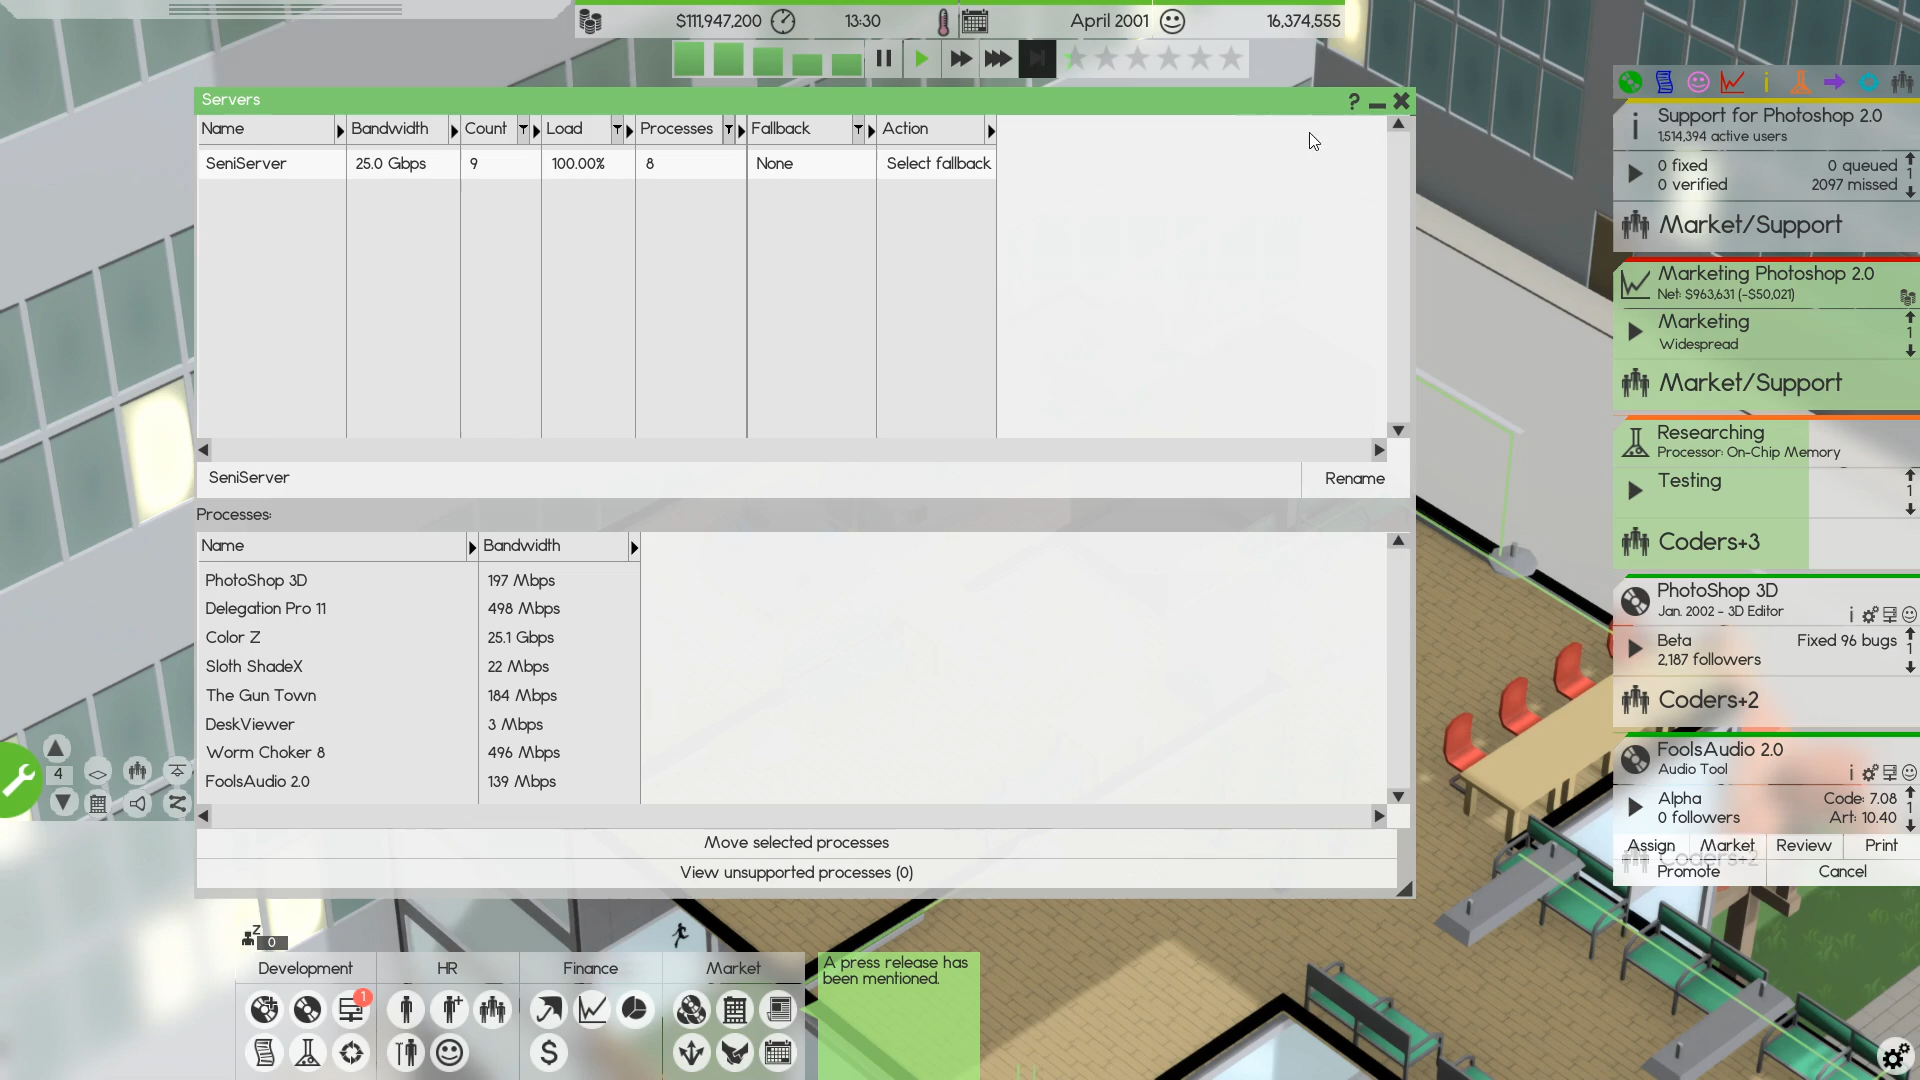 $111,947,200
13:30
April 2001
16,374,555
Servers
?
Name
Bandwidth
Count
Load
Processes
Fallback
Action
SeniServer
25.0 Gbps
9
100.00%
8
None
Select fallback
SeniServer
Rename
Processes:
Name
Bandwidth
PhotoShop 3D
197 Mbps
Delegation Pro 11
498 Mbps
Color Z
25.1 Gbps
Sloth ShadeX
22 Mbps
The Gun Town
184 Mbps
DeskViewer
3 Mbps
Worm Choker 8
496 Mbps
FoolsAudio 2.0
139 Mbps
Move selected processes
View unsupported processes (0)
Support for Photoshop 2.0
1,514,394 active users
0 fixed
0 queued
0 verified
2097 missed
1
Market/Support
Marketing Photoshop 2.0
Net: $963,631 (-$50,021)
Marketing
Widespread
1
Market/Support
Researching
Processor: On-Chip Memory
Testing
1
Coders+3
PhotoShop 3D
Jan. 2002 - 3D Editor
Beta
Fixed 96 bugs
2,187 followers
1
Coders+2
FoolsAudio 2.0
Audio Tool
Alpha
Code: 7.08
0 followers
Art: 10.40
1
Assign
Market
Review
Print
Coders+2
Promote
Cancel
4
Z
0
Development
HR
Finance
Market
1
A press release has
been mentioned.